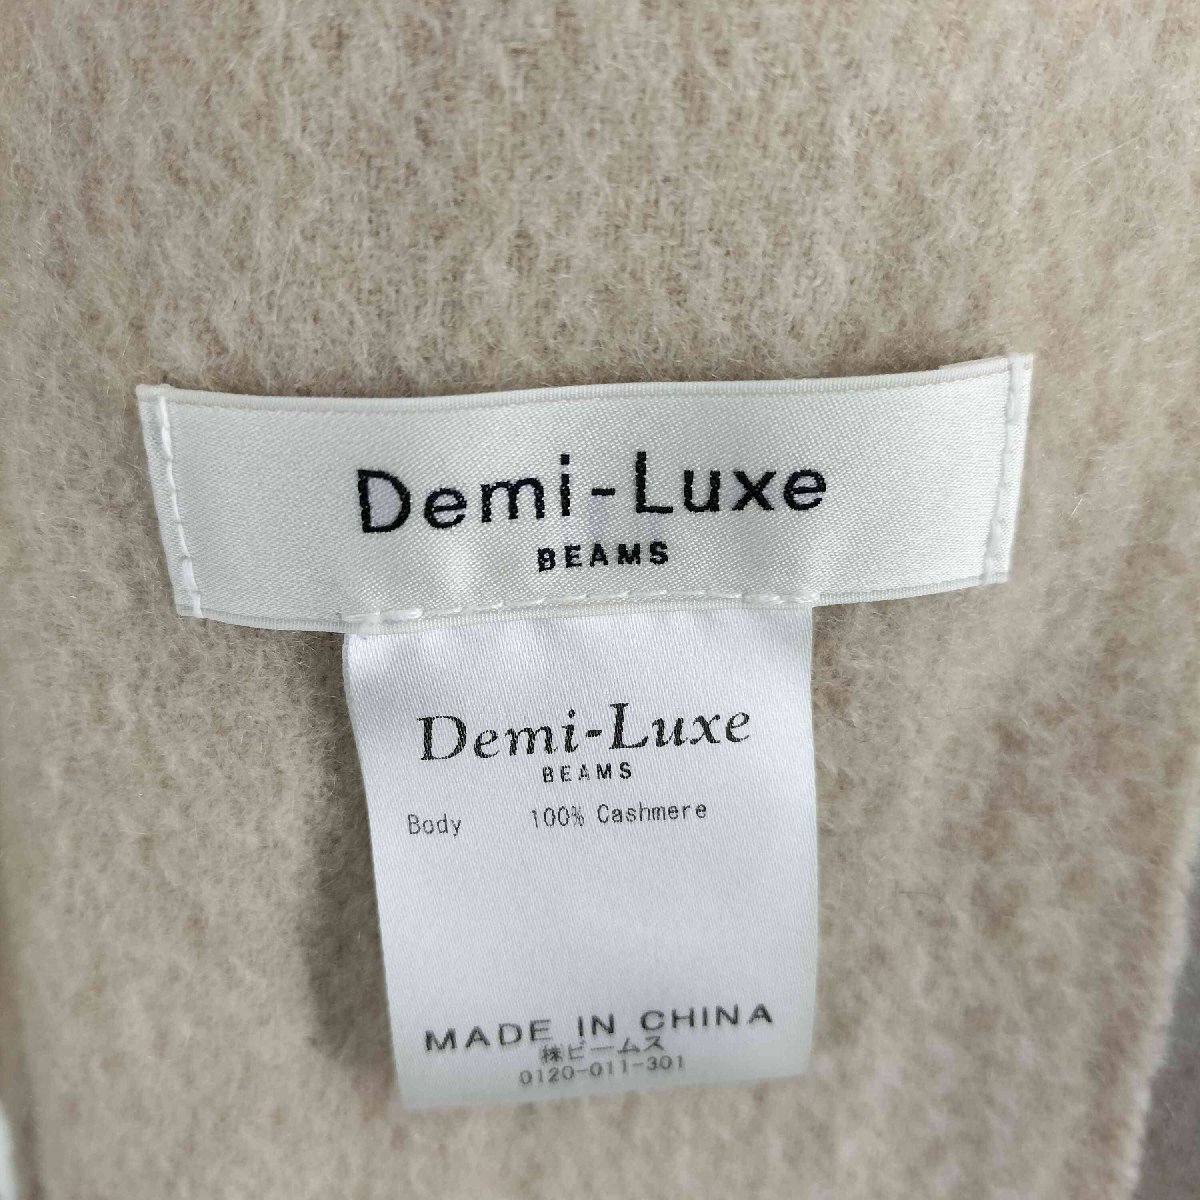 Demi-Luxe
BEAMS
Demi-Luxe
BEAMS
Body 100% Cashmere
MADE IN CHINA
㈱ビームス
0120-011-301